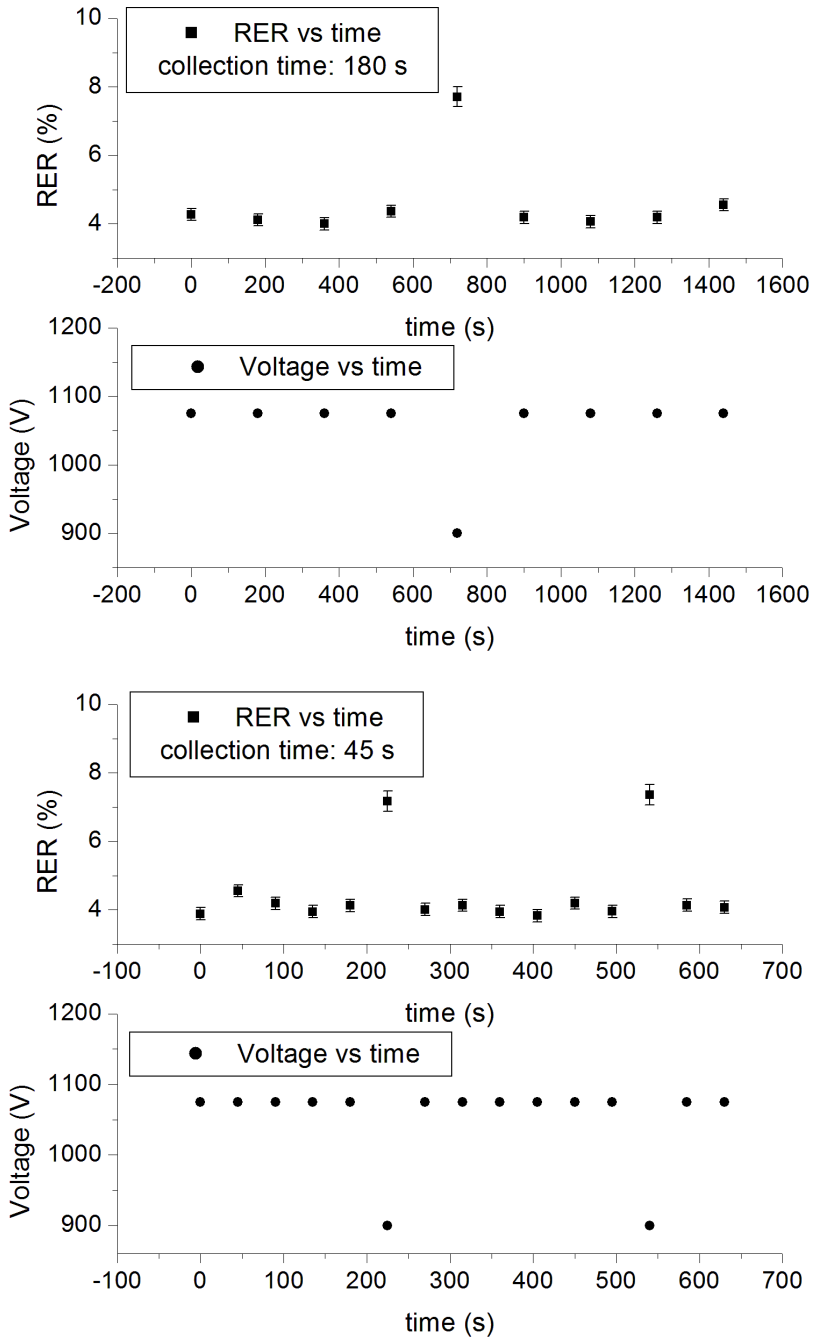 RER vs time
collection time: 180 s
10
8
6
4
RER (%)
-200 0 200 400 600 800 1000 1200 1400 1600
time (s)
Voltage vs time
1200
1100
1000
900
Voltage (V)
-200 0 200 400 600 800 1000 1200 1400 1600
time (s)
RER vs time
collection time: 45 s
10
8
6
4
RER (%)
-100 0 100 200 300 400 500 600 700
time (s)
Voltage vs time
1200
1100
1000
900
Voltage (V)
-100 0 100 200 300 400 500 600 700
time (s)